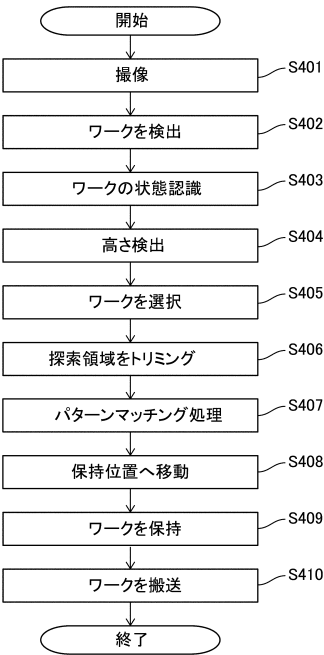 開始
撮像
S401
ワークを検出
S402
ワークの状態認識
S403
高さ検出
S404
ワークを選択
S405
探索領域をトリミング
S406
パターンマッチング処理
S407
保持位置へ移動
S408
ワークを保持
S409
ワークを搬送
S410
終了